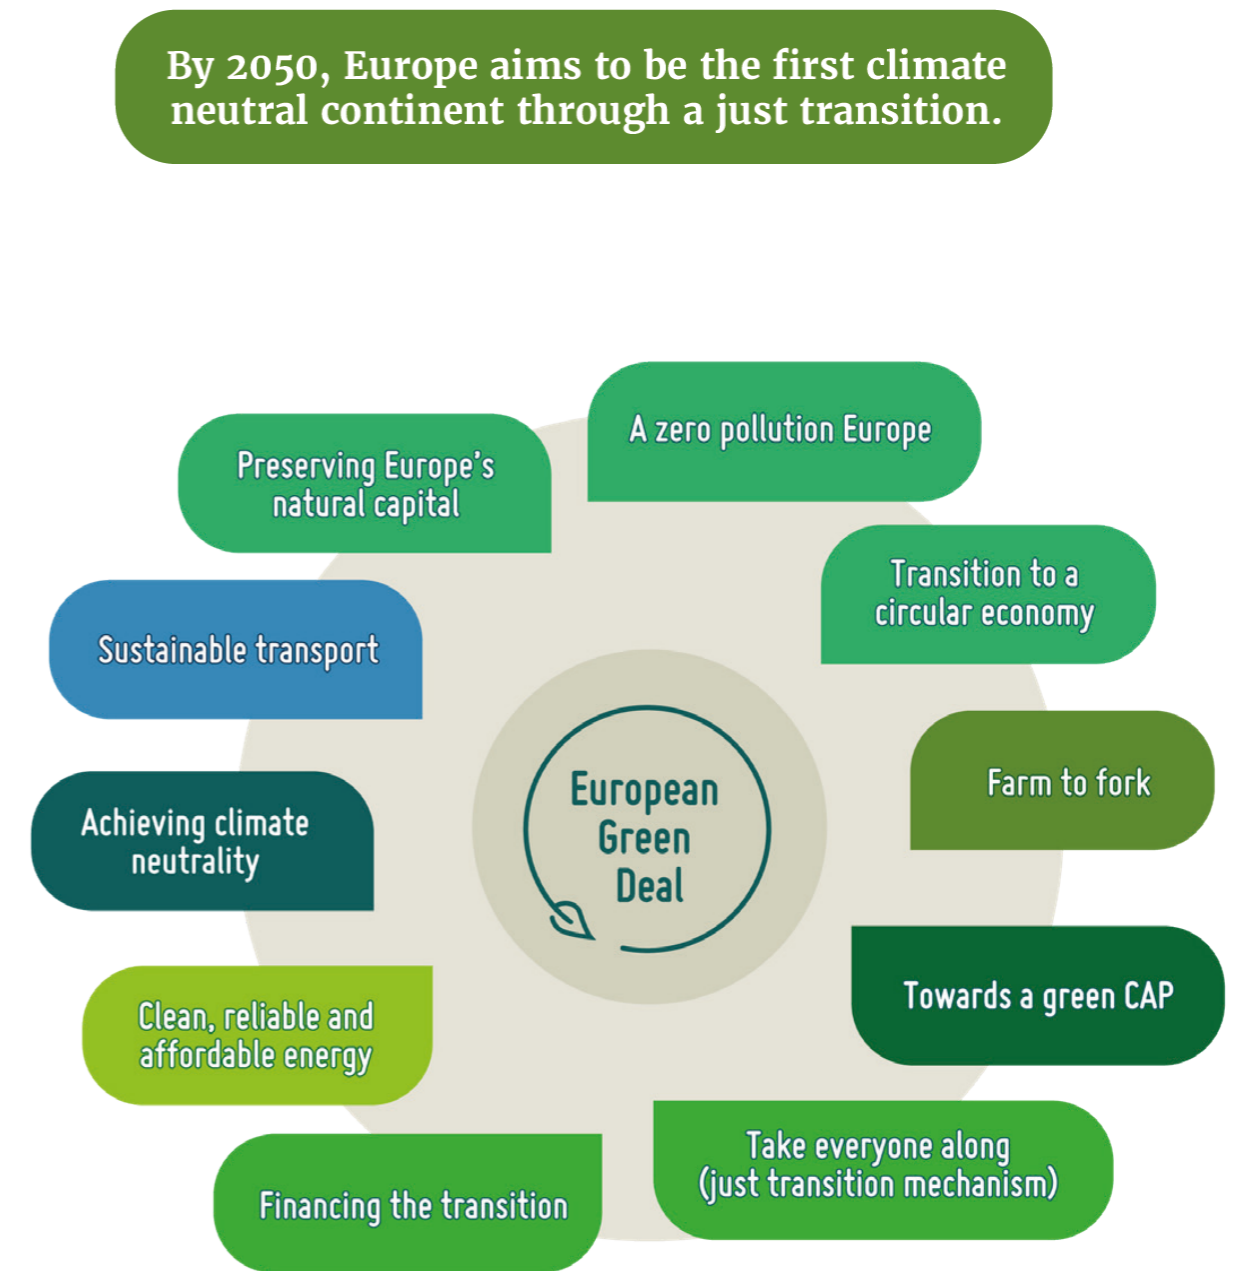 By 2050, Europe aims to be the first climate
neutral continent through a just transition.
A zero pollution Europe
Preserving Europe's
natural capital
Transition to a
circular economy
Sustainable transport
Farm to fork
European
Green
Deal
Achieving climate
neutrality
Towards a green CAP
Clean, reliable and
affordable energy
Take everyone along
(just transition mechanism)
Financing the transition